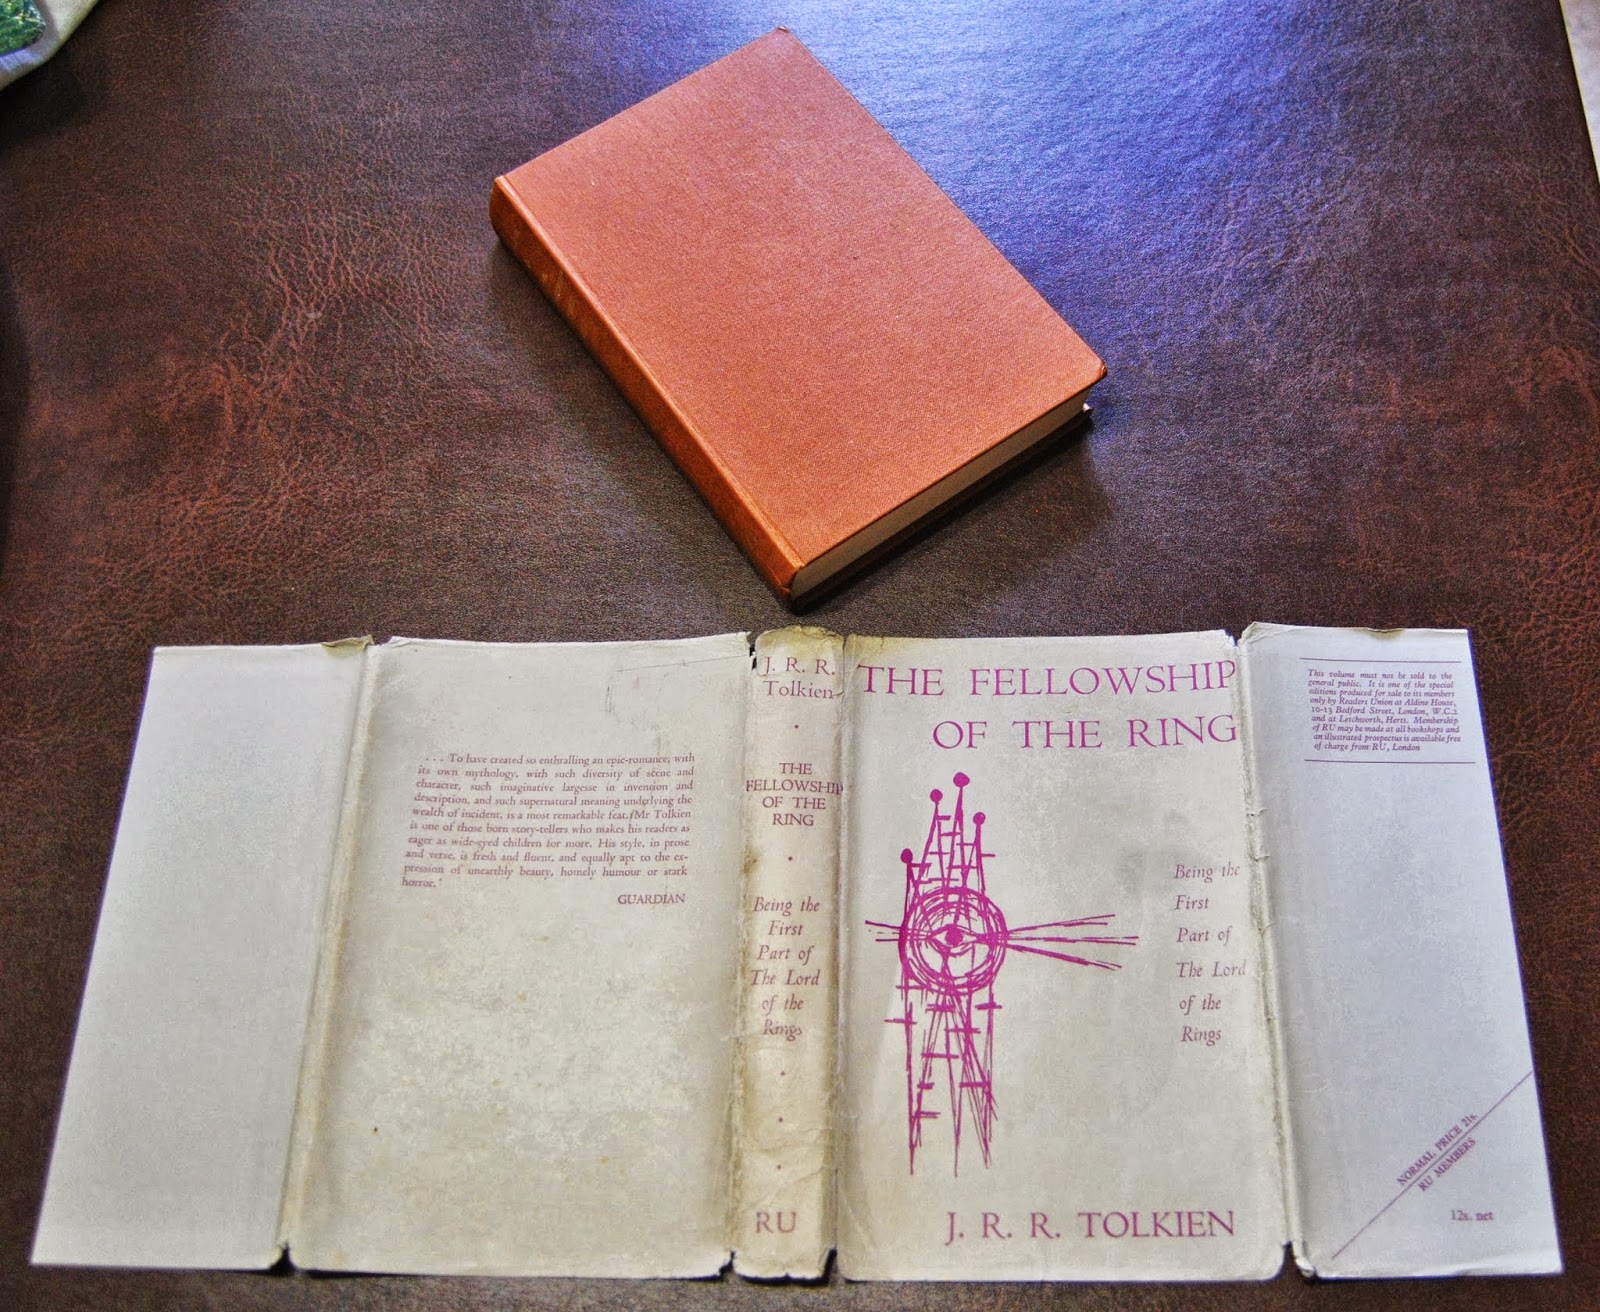 . . . To have created so enthralling an epic-romance, with
its own mythology, with such diversity of scene and
character, such imaginative largesse in invention and
description, and such supernatural meaning underlying the
wealth of incident, is a most remarkable feat. Mr Tolkien
is one of those born story-tellers who makes his readers as
eager as wide-eyed children for more. His style, in prose
and verse, is fresh and fluent, and equally apt to the ex-
pression of unearthly beauty, homely humour or stark
horror.'
GUARDIAN
J. R. R.
Tolkien
THE
FELLOWSHIP
OF THE
RING
Being the
First
Part of
The Lord
of the
Rings
RU
THE FELLOWSHIP
OF THE RING
Being the
First
Part of
The Lord
of the
Rings
J. R. R. TOLKIEN
This volume must not be sold to the
general public. It is one of the special
editions produced for sale to its members
only by Readers Union at Aldine House,
10-13 Bedford Street, London, W.C.2
and at Letchworth, Herts. Membership
of RU may be made at all bookshops and
an illustrated prospectus is available free
of charge from RU, London
NORMAL PRICE 21s.
RU MEMBERS
12s. net